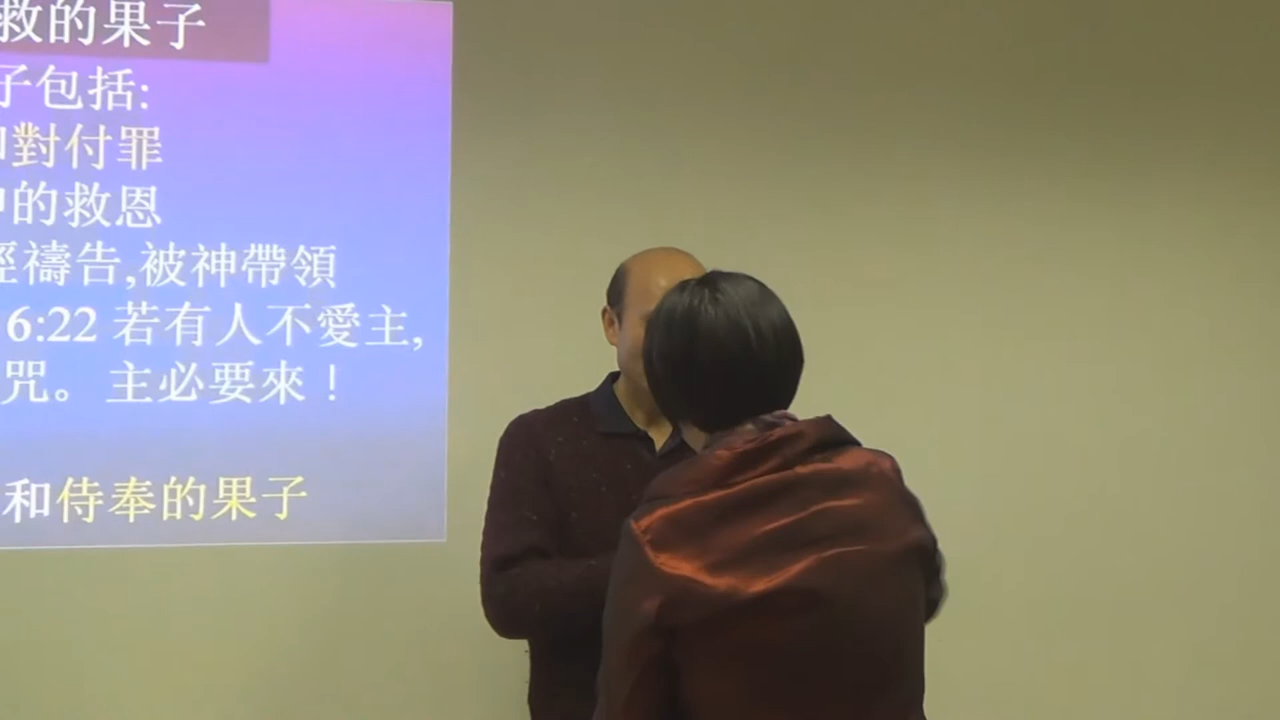 救的果子
子包括:
對付罪
的救恩
禱告,被神帶領
6:22 若有人不愛主,
咒。主必要來!
和侍奉的果子